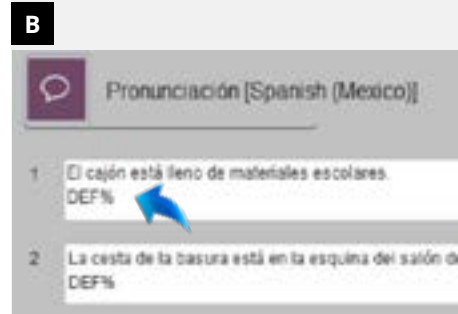 B
Pronunciación [Spanish (Mexico)]
1 El cajón está lleno de materiales escolares.
DEF%
2 La cesta de la basura está en la esquina del salón de
DEF%